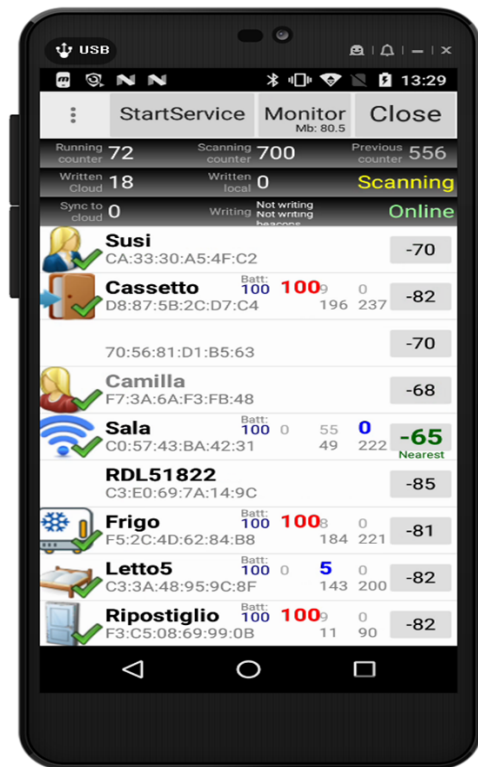 USB
13:29
StartService Monitor Close
Mb: 80.5
Running counter 72 Scanning counter 700 Previous counter 556
Written Cloud 18 Written local 0 Scanning
Sync to cloud 0 Writing Not writing Not writing beacons Online
Susi
CA:33:30:A5:4F:C2
-70
Cassetto Batt: 100 100 9 0
D8:87:5B:2C:D7:C4 196 237
-82
70:56:81:D1:B5:63
-70
Camilla
F7:3A:6A:F3:FB:48
-68
Sala Batt: 100 0 55 0
C0:57:43:BA:42:31 49 222
-65
Nearest
RDL51822
C3:E0:69:7A:14:9C
-85
Frigo Batt: 100 100 8 0
F5:2C:4D:62:84:B8 184 221
-81
Letto5 Batt: 100 0 5 0
C3:3A:48:95:9C:8F 143 200
-82
Ripostiglio Batt: 100 100 9 0
F3:C5:08:69:99:0B 11 90
-82